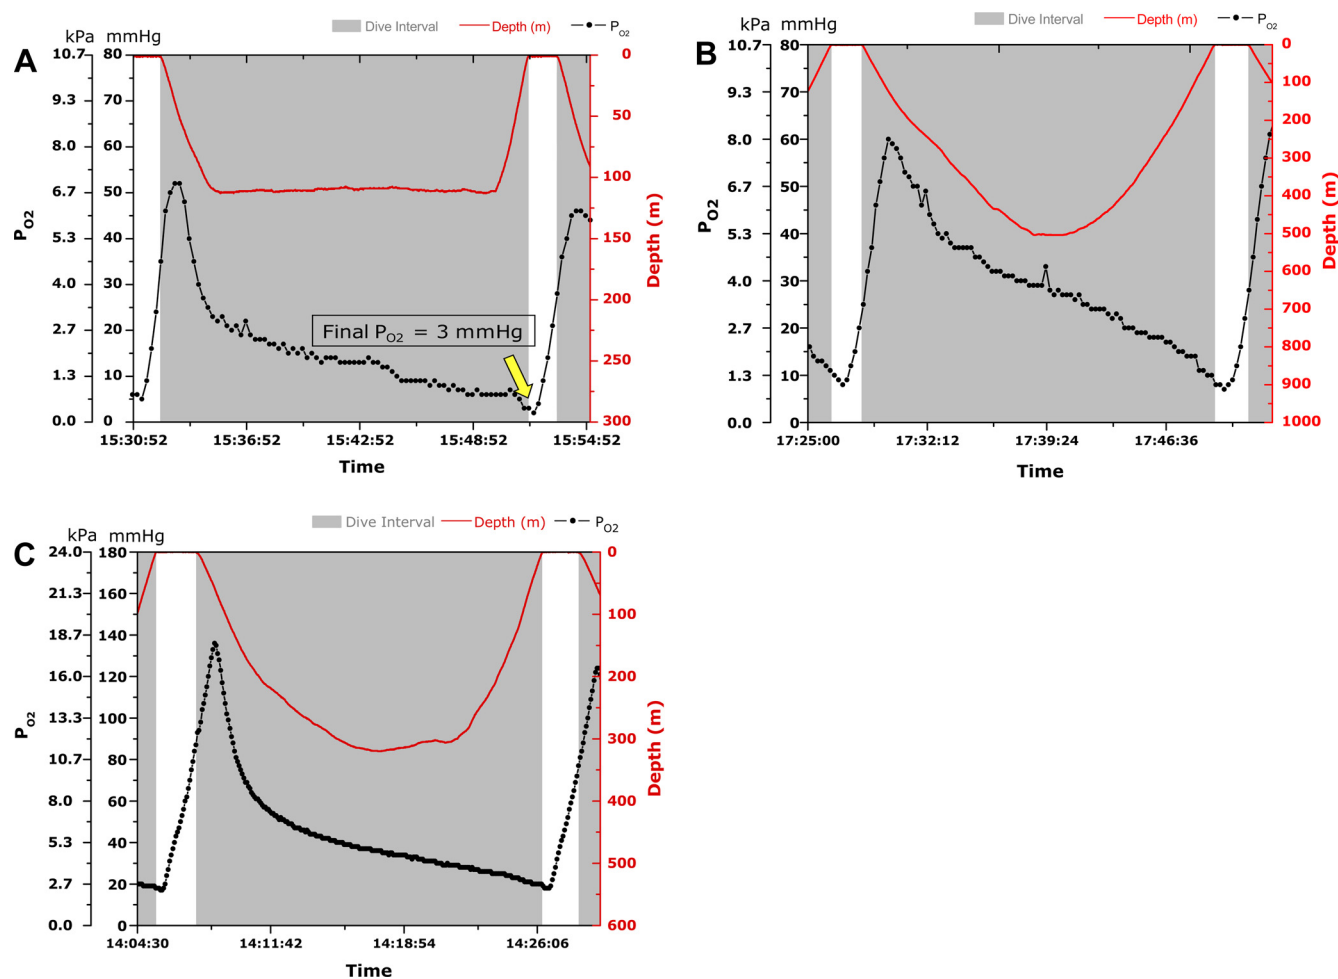 Dive Interval Depth (m) PO2
A
kPa mmHg
10.7 80 0
9.3 70 50
8.0 60 100
6.7 50 150
5.3 40 200
4.0 30 250
2.7 20 300
1.3 10
0.0 0
PO2
Depth (m)
Final PO2 = 3 mmHg
15:30:52 15:36:52 15:42:52 15:48:52 15:54:52
Time
Dive Interval Depth (m) PO2
B
kPa mmHg
10.7 80 0
9.3 70 100
8.0 60 200
6.7 50 300
5.3 40 400
4.0 30 500
2.7 20 600
1.3 10 700
0.0 0 800
900
1000
PO2
Depth (m)
17:25:00 17:32:12 17:39:24 17:46:36
Time
Dive Interval Depth (m) PO2
C
kPa mmHg
24.0 180 0
21.3 160 100
18.7 140 200
16.0 120 300
13.3 100 400
10.7 80 500
8.0 60 600
5.3 40
2.7 20
0.0 0
PO2
Depth (m)
14:04:30 14:11:42 14:18:54 14:26:06
Time